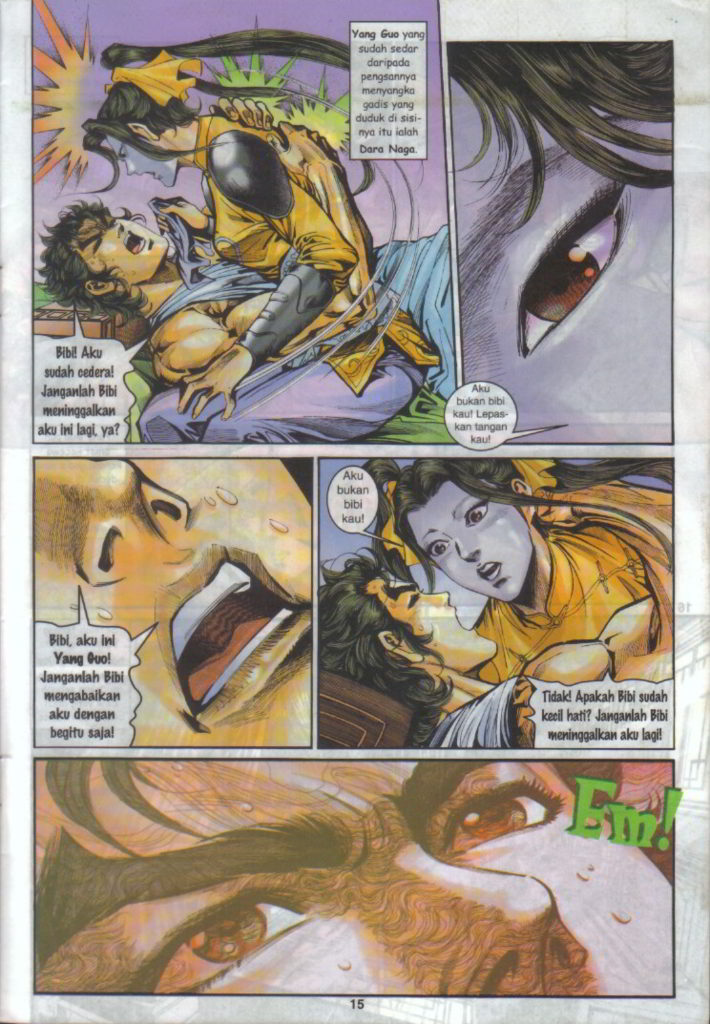 Yang Guo yang
sudah sedar
daripada
pengsannya
menyangka
gadis yang
duduk di sisi-
nya itu ialah
Dara Naga.
Bibi! Aku
sudah cedera!
Janganlah Bibi
meninggalkan
aku ini lagi, ya?
Aku
bukan bibi
kau! Lepas-
kan tangan
kau!
Bibi, aku ini
Yang Guo!
Janganlah Bibi
mengabaikan
aku dengan
begitu saja!
Aku
bukan bibi
kau!
Tidak! Apakah Bibi sudah
kecil hati? Janganlah Bibi
meninggalkan aku lagi!
Em!
15